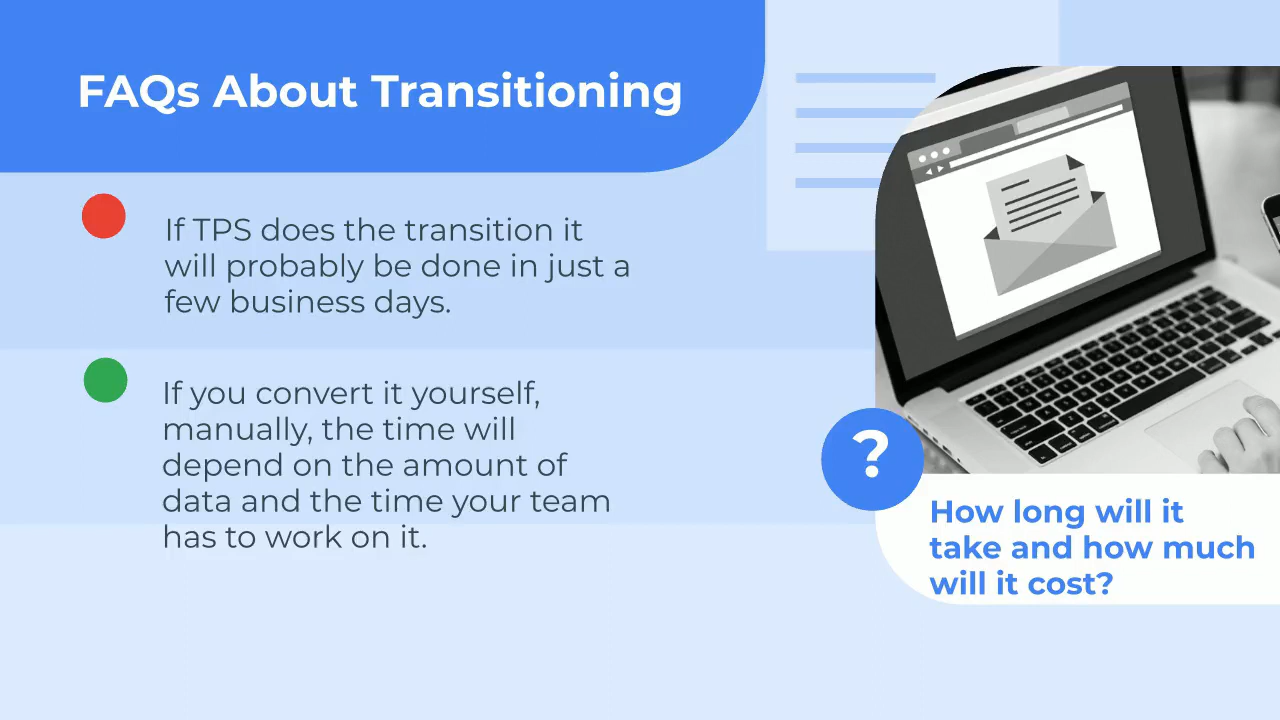 FAQs About Transitioning
If TPS does the transition it
will probably be done in just a
few business days.
If you convert it yourself,
manually, the time will
depend on the amount of
data and the time your team
has to work on it.
?
How long will it
take and how much
will it cost?